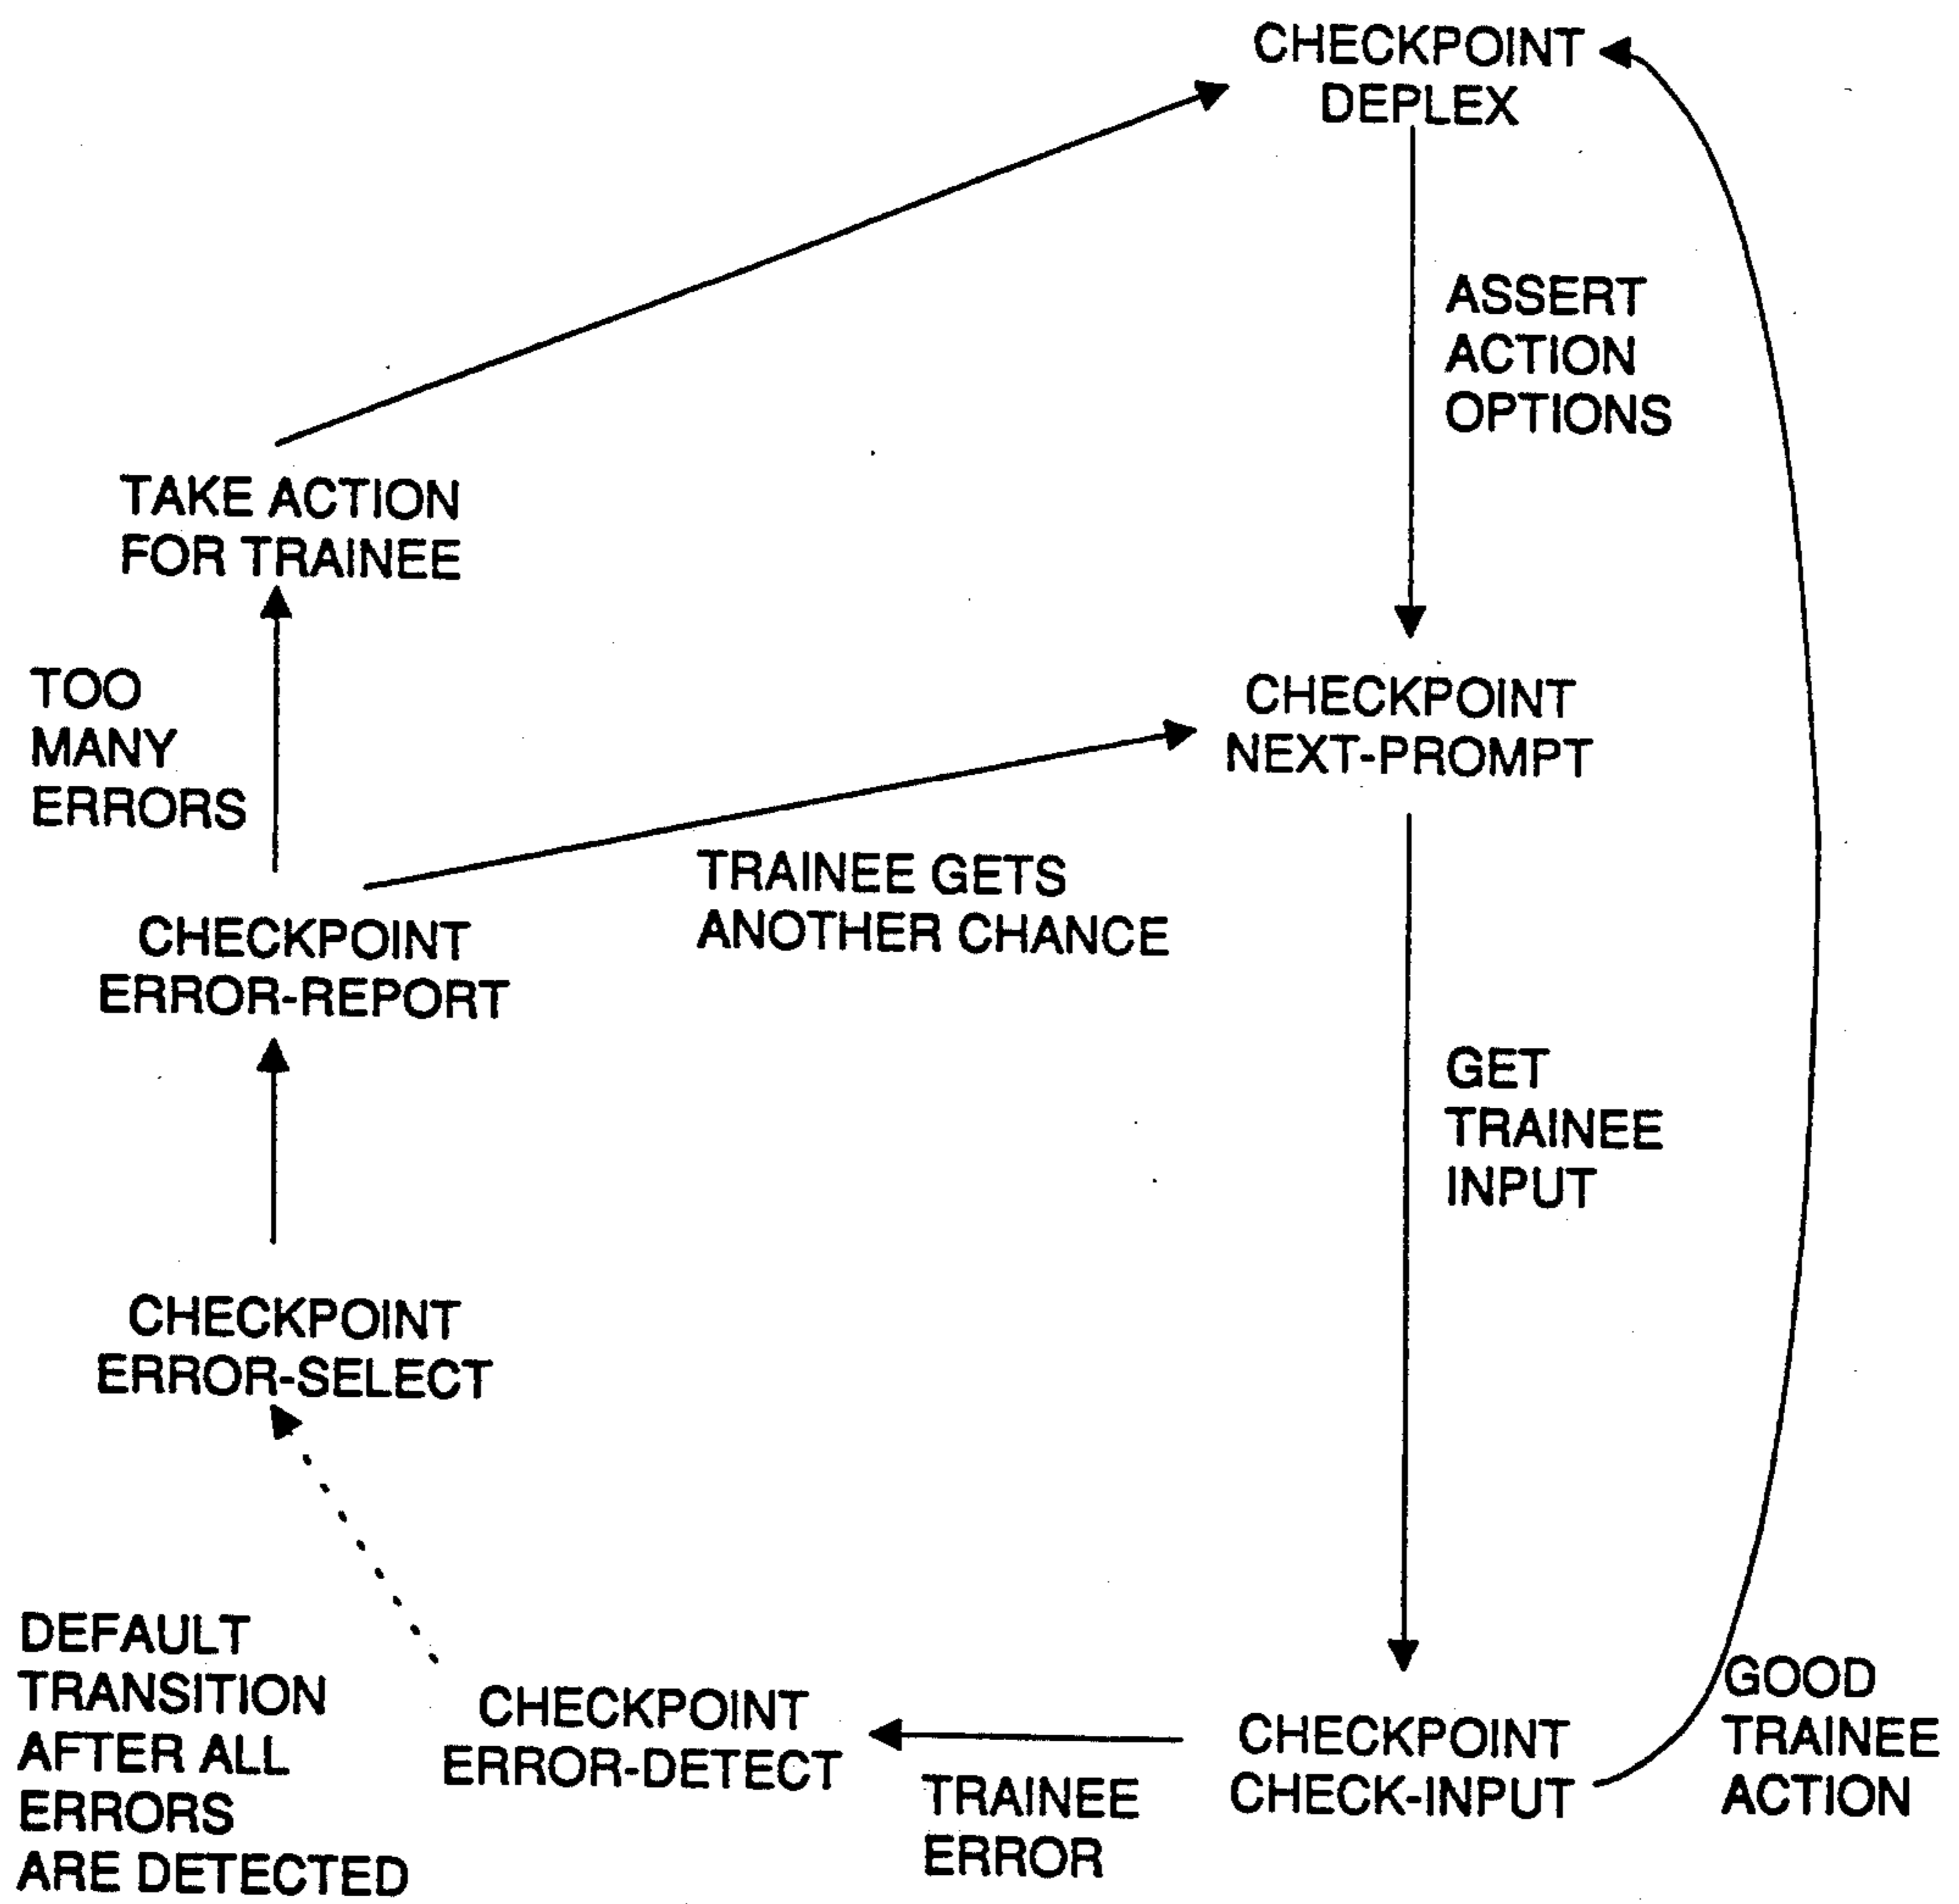 CHECKPOINT
DEPLEX
ASSERT
ACTION
OPTIONS
TAKE ACTION
FOR TRAINEE
TOO
MANY
ERRORS
CHECKPOINT
NEXT-PROMPT
TRAINEE GETS
ANOTHER CHANCE
CHECKPOINT
ERROR-REPORT
GET
TRAINEE
INPUT
CHECKPOINT
ERROR-SELECT
DEFAULT
TRANSITION
AFTER ALL
ERRORS
ARE DETECTED
CHECKPOINT
ERROR-DETECT
TRAINEE
ERROR
CHECKPOINT
CHECK-INPUT
GOOD
TRAINEE
ACTION